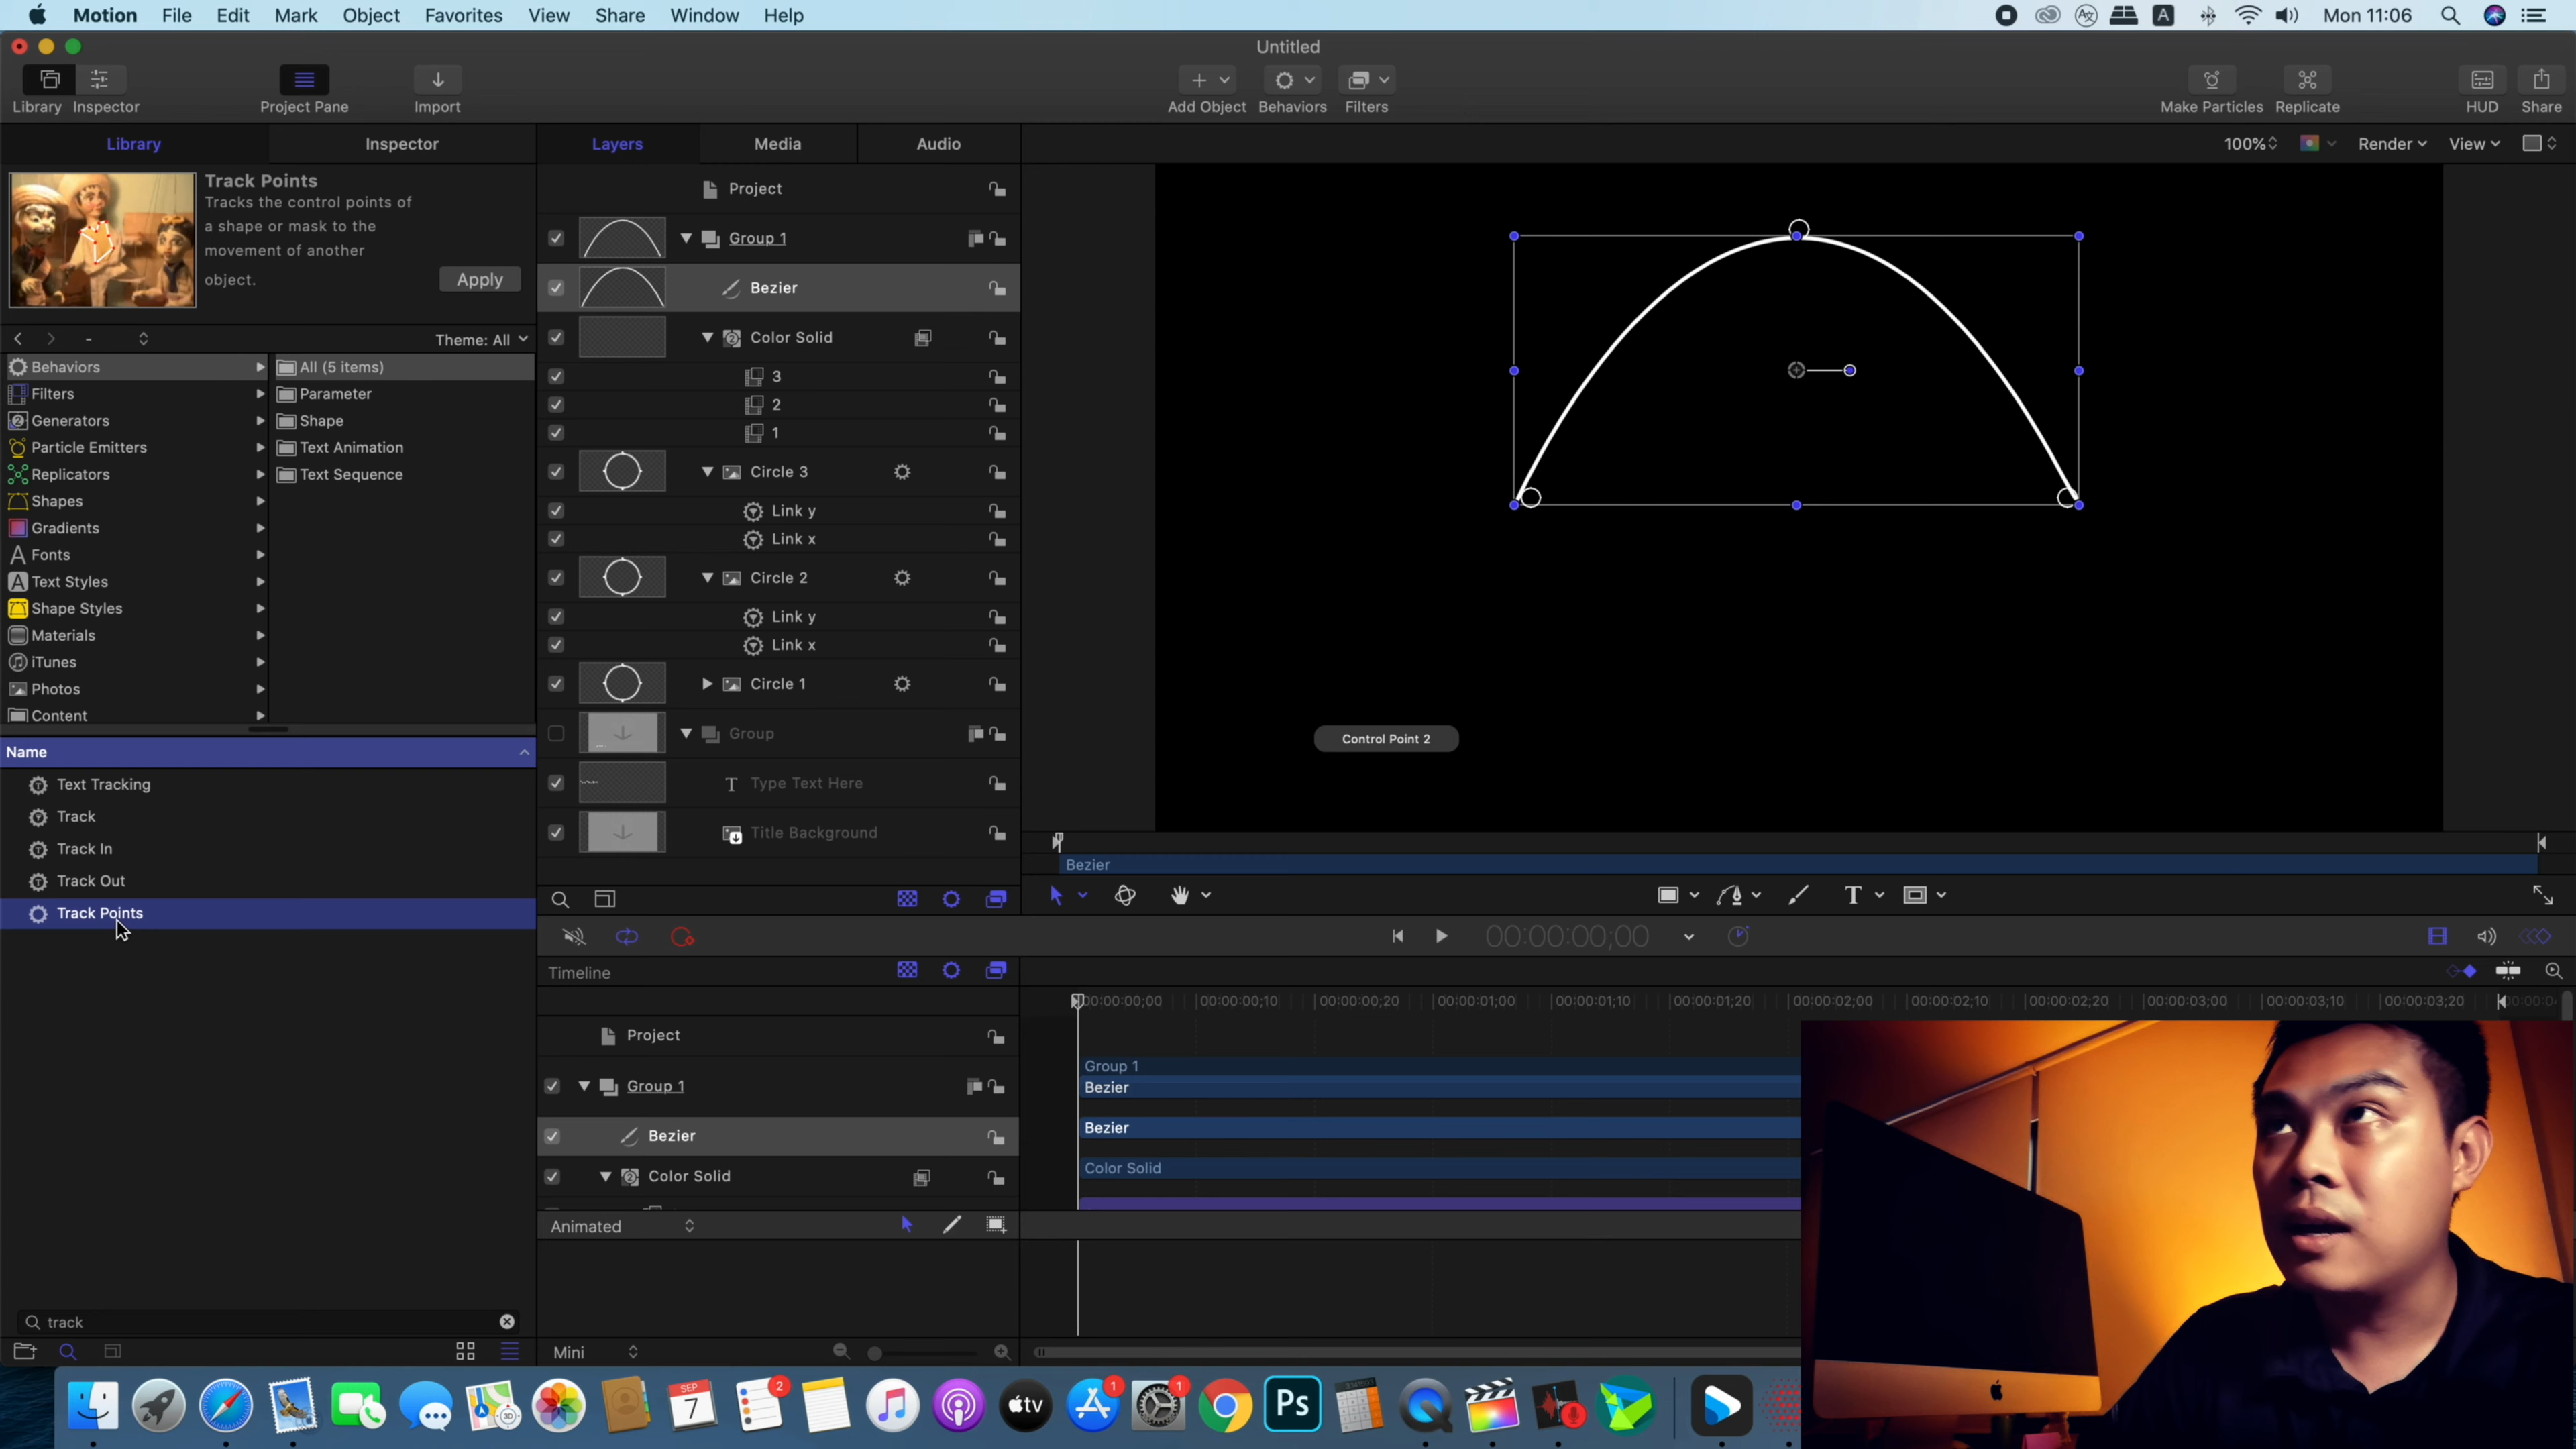 Motion File Edit Mark Object Favorites View Share Window Help
A
Mon 11:06
Untitled
Library Inspector Project Pane Import Add Object Behaviors Filters Make Particles Replicate HUD Share
Library Inspector Layers Media Audio 100% Render View
Track Points
Tracks the control points of
a shape or mask to the
movement of another
object.
Apply
- Theme: All
Behaviors
Filters
Generators
Particle Emitters
Replicators
Shapes
Gradients
Fonts
Text Styles
Shape Styles
Materials
iTunes
Photos
Content
All (5 items)
Parameter
Shape
Text Animation
Text Sequence
Name
Text Tracking
Track
Track In
Track Out
Track Points
track
Project
Group 1
Bezier
Color Solid
3
2
1
Circle 3
Link y
Link x
Circle 2
Link y
Link x
Circle 1
Group
Type Text Here
Title Background
Control Point 2
Bezier
T
00:00:00;00
Timeline
00:00:00;00 00:00:00;10 00:00:00;20 00:00:01;00 00:00:01;10 00:00:01;20 00:00:02;00 00:00:02;10 00:00:02;20 00:00:03;00 00:00:03;10 00:00:03;20
Project
Group 1
Bezier
Color Solid
Group 1
Bezier
Bezier
Color Solid
Animated
Mini
SEP
7
2
3D
tv
1
1
Ps